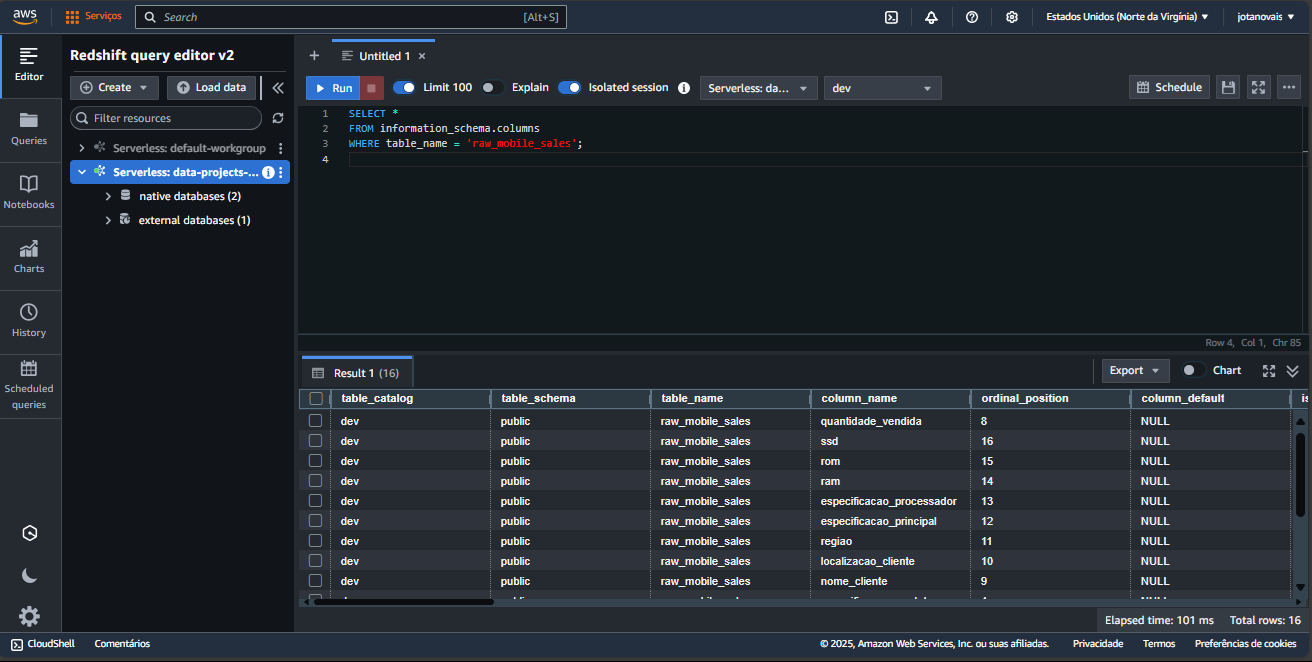 aws Serviços Search [Alt+S] Estados Unidos (Norte da Virgínia) jotanovais
Editor
Queries
Notebooks
Charts
History
Scheduled
queries
Redshift query editor v2
Create Load data
Filter resources
Serverless: default-workgroup
Serverless: data-projects-...
native databases (2)
external databases (1)
+ Untitled 1 ×
Run Limit 100 Explain Isolated session Serverless: da... dev Schedule
1 SELECT *
2 FROM information_schema.columns
3 WHERE table_name = 'raw_mobile_sales';
4
Row 4, Col 1, Chr 85
Result 1 (16) Export Chart
table_catalog table_schema table_name column_name ordinal_position column_default is
dev public raw_mobile_sales quantidade_vendida 8 NULL
dev public raw_mobile_sales ssd 16 NULL
dev public raw_mobile_sales rom 15 NULL
dev public raw_mobile_sales ram 14 NULL
dev public raw_mobile_sales especificacao_processador 13 NULL
dev public raw_mobile_sales especificacao_principal 12 NULL
dev public raw_mobile_sales regiao 11 NULL
dev public raw_mobile_sales localizacao_cliente 10 NULL
dev public raw_mobile_sales nome_cliente 9 NULL
Elapsed time: 101 ms Total rows: 16
CloudShell Comentários © 2025, Amazon Web Services, Inc. ou suas afiliadas. Privacidade Termos Preferências de cookies